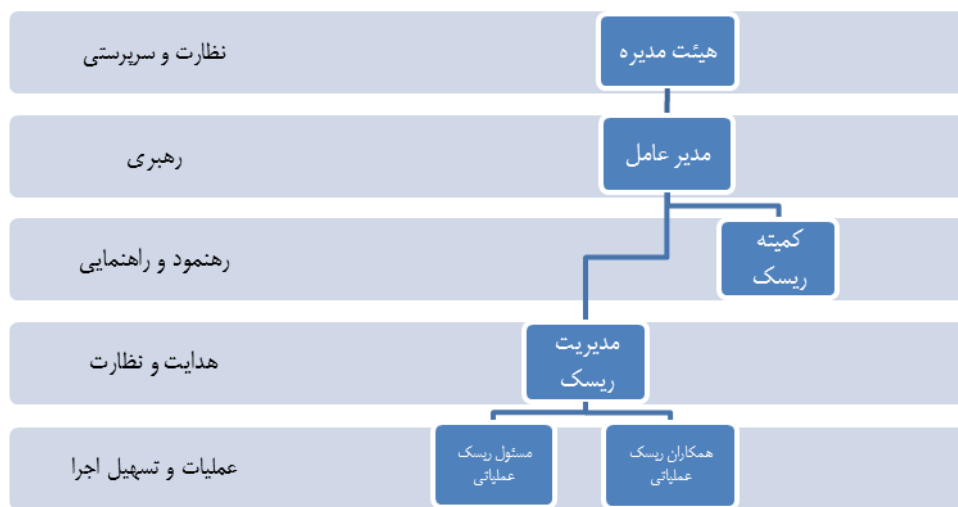 هیئت مدیره
نظارت و سرپرستی
مدیر عامل
رهبری
کمیته
ریسک
رهنمود و راهنمایی
مدیریت
ریسک
هدایت و نظارت
همکاران ریسک
عملیاتی
مسئول ریسک
عملیاتی
عملیات و تسهیل اجرا